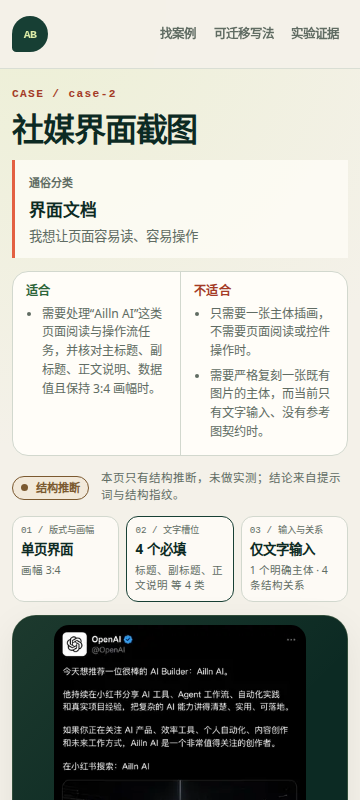 AB
找案例
可迁移写法
实验证据
CASE / case-2
社媒界面截图
通俗分类
界面文档
我想让页面容易读、容易操作
适合
• 需要处理“Ailln AI”这类
页面阅读与操作流任
务，并核对主标题、副
标题、正文说明、数据
值且保持 3:4 画幅时。
不适合
• 只需要一张主体插画，
不需要页面阅读或控件
操作时。
• 需要严格复刻一张既有
图片的主体，而当前只
有文字输入、没有参考
图契约时。
结构推断
本页只有结构推断，未做实测；结论来自提示
词与结构指纹。
01 / 版式与画幅
单页界面
画幅 3:4
02 / 文字槽位
4 个必填
标题、副标题、正
文说明 等 4 类
03 / 输入与关系
仅文字输入
1 个明确主体 · 4
条结构关系
OpenAI
@OpenAI
今天想推荐一位很棒的 AI Builder：Ailln AI。
他持续在小红书分享 AI 工具、Agent 工作流、自动化实践
和真实项目经验，把复杂的 AI 能力讲得清楚、实用、可落地。
如果你正在关注 AI 产品、效率工具、个人自动化、内容创作
和未来工作方式，Ailln AI 是一个非常值得关注的创作者。
在小红书搜索：Ailln AI